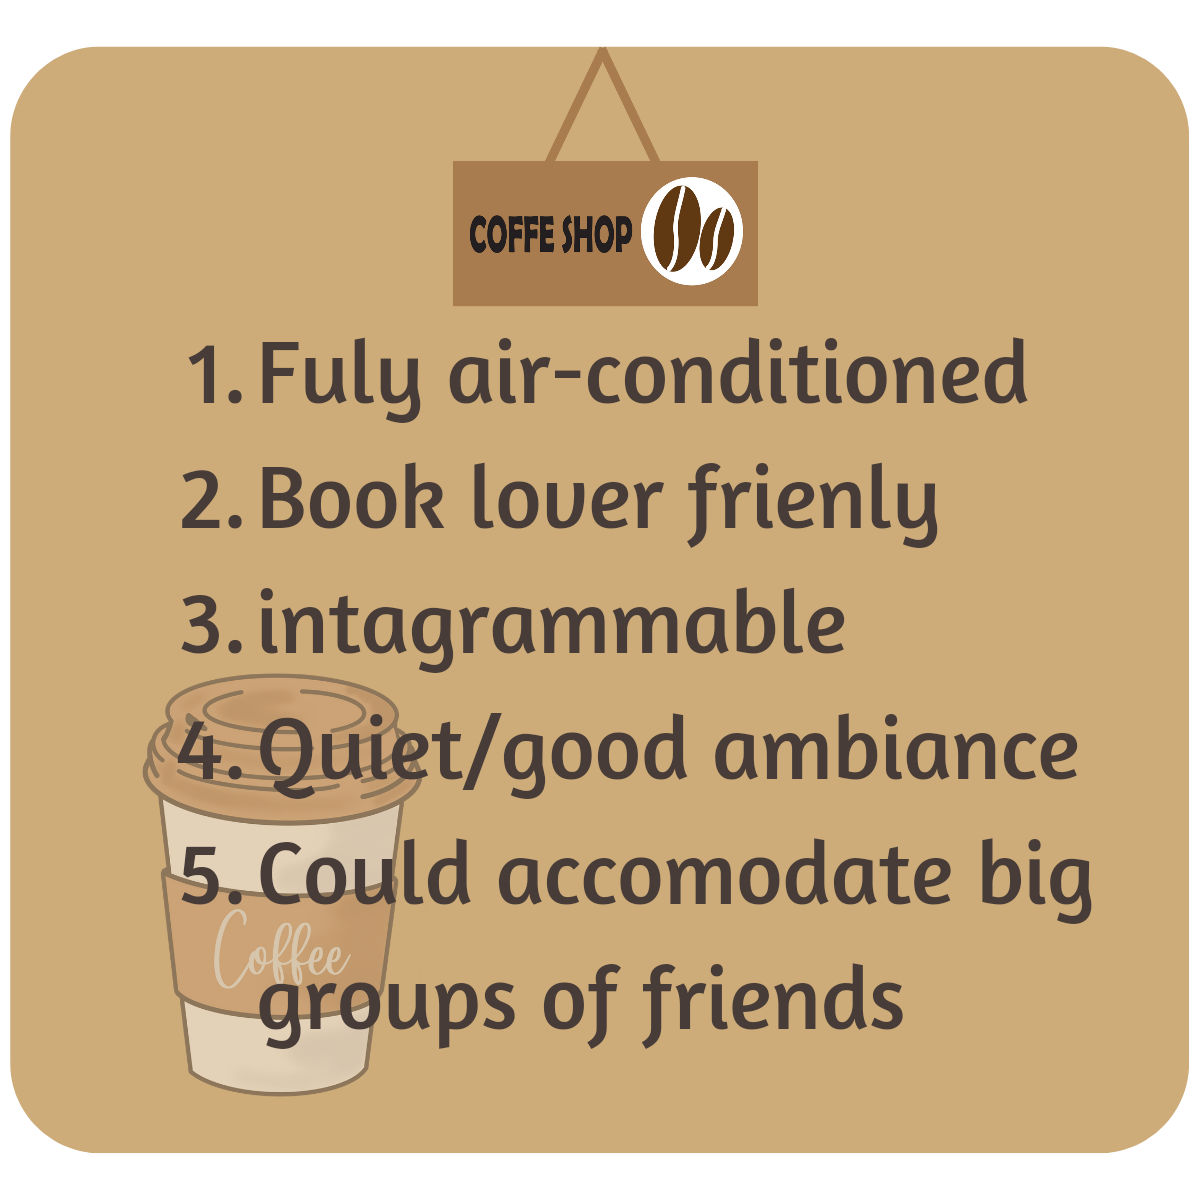 COFFE SHOP
1. Fuly air-conditioned
2. Book lover frienly
3. intagrammable
4. Quiet/good ambiance
5. Could accomodate big
groups of friends
Coffee